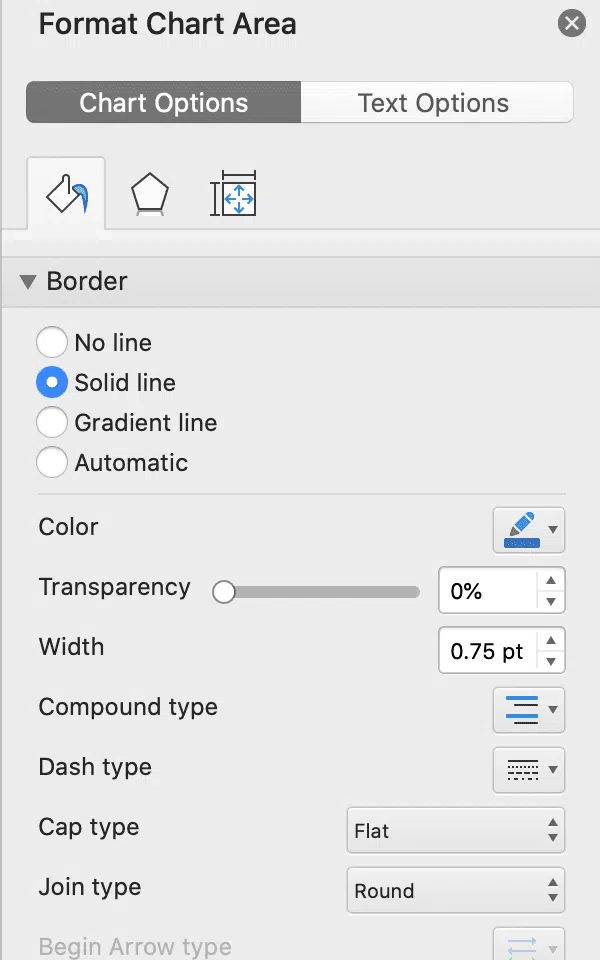 Format Chart Area
Chart Options Text Options
Border
No line
Solid line
Gradient line
Automatic
Color
Transparency 0%
Width 0.75 pt
Compound type
Dash type
Cap type Flat
Join type Round
Begin Arrow type